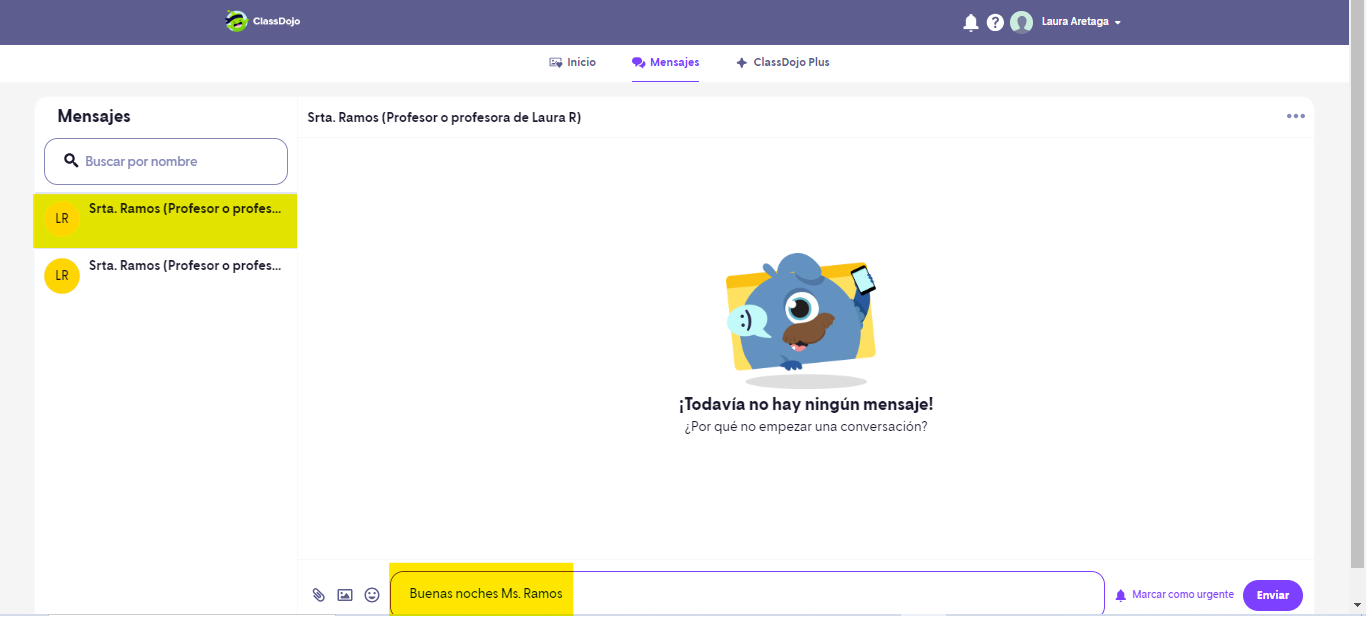 ClassDojo
?
Laura Aretaga
Inicio
Mensajes
ClassDojo Plus
Mensajes
Buscar por nombre
LR
Srta. Ramos (Profesor o profes...
LR
Srta. Ramos (Profesor o profes...
Srta. Ramos (Profesor o profesora de Laura R)
:)
¡Todavía no hay ningún mensaje!
¿Por qué no empezar una conversación?
Buenas noches Ms. Ramos
Marcar como urgente
Enviar